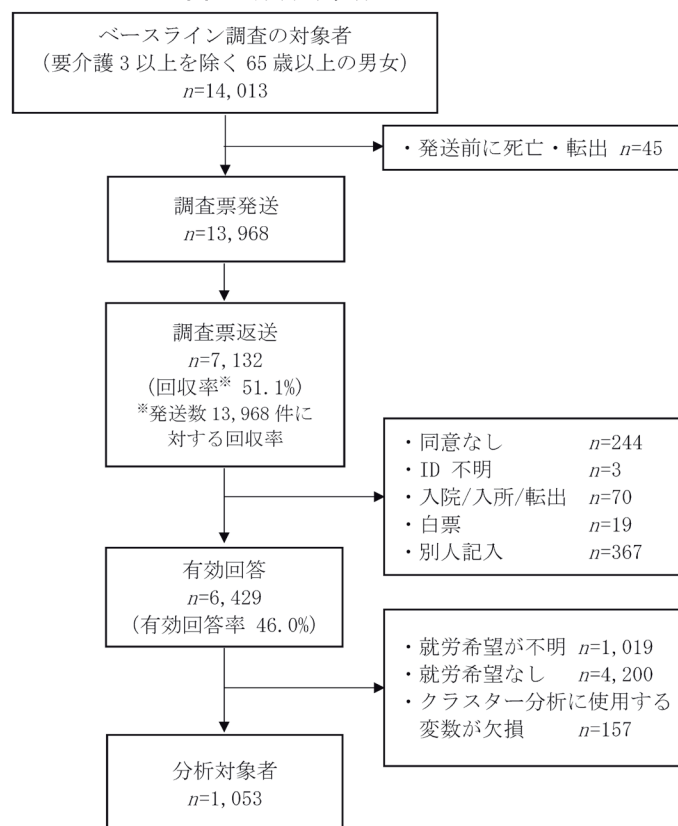 ベースライン調査の対象者
(要介護 3 以上を除く 65 歳以上の男女)
n=14,013
・発送前に死亡・転出 n=45
調査票発送
n=13,968
調査票返送
n=7,132
(回収率※ 51.1%)
※発送数 13,968 件に
対する回収率
・同意なし n=244
・ID 不明 n=3
・入院/入所/転出 n=70
・白票 n=19
・別人記入 n=367
有効回答
n=6,429
(有効回答率 46.0%)
・就労希望が不明 n=1,019
・就労希望なし n=4,200
・クラスター分析に使用する
変数が欠損 n=157
分析対象者
n=1,053